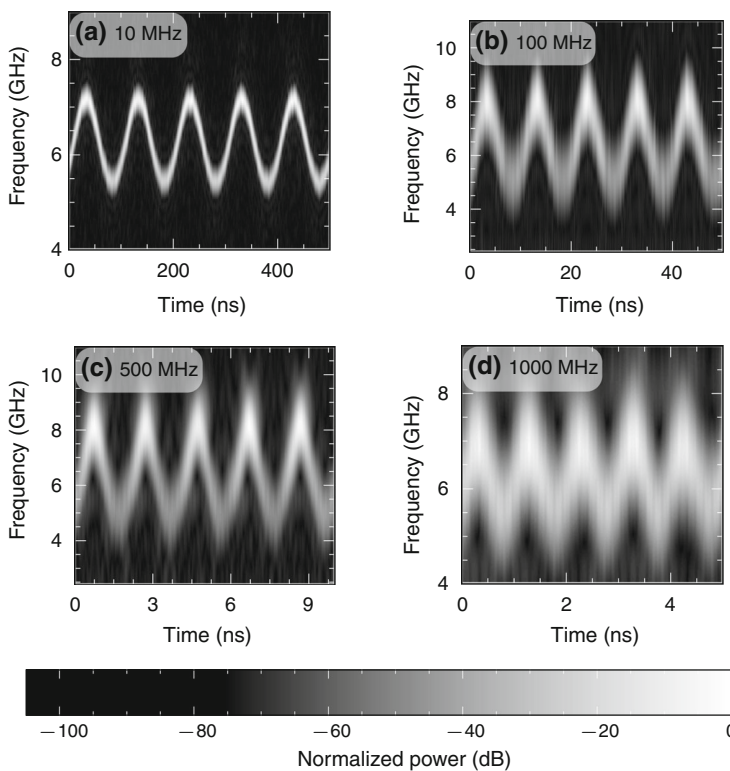 (a) 10 MHz
Frequency (GHz)
8
6
4
0 200 400
Time (ns)
(b) 100 MHz
Frequency (GHz)
10
8
6
4
0 20 40
Time (ns)
(c) 500 MHz
Frequency (GHz)
10
8
6
4
0 3 6 9
Time (ns)
(d) 1000 MHz
Frequency (GHz)
8
6
4
0 2 4
Time (ns)
−100 −80 −60 −40 −20 0
Normalized power (dB)